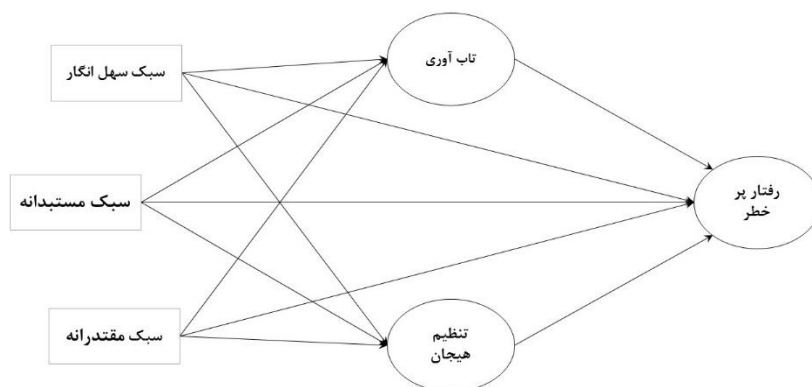 تاب آوری
سبک سهل انگار
سبک مستبدانه
رفتار پر
خطر
سبک مقتدرانه
تنظیم
هیجان